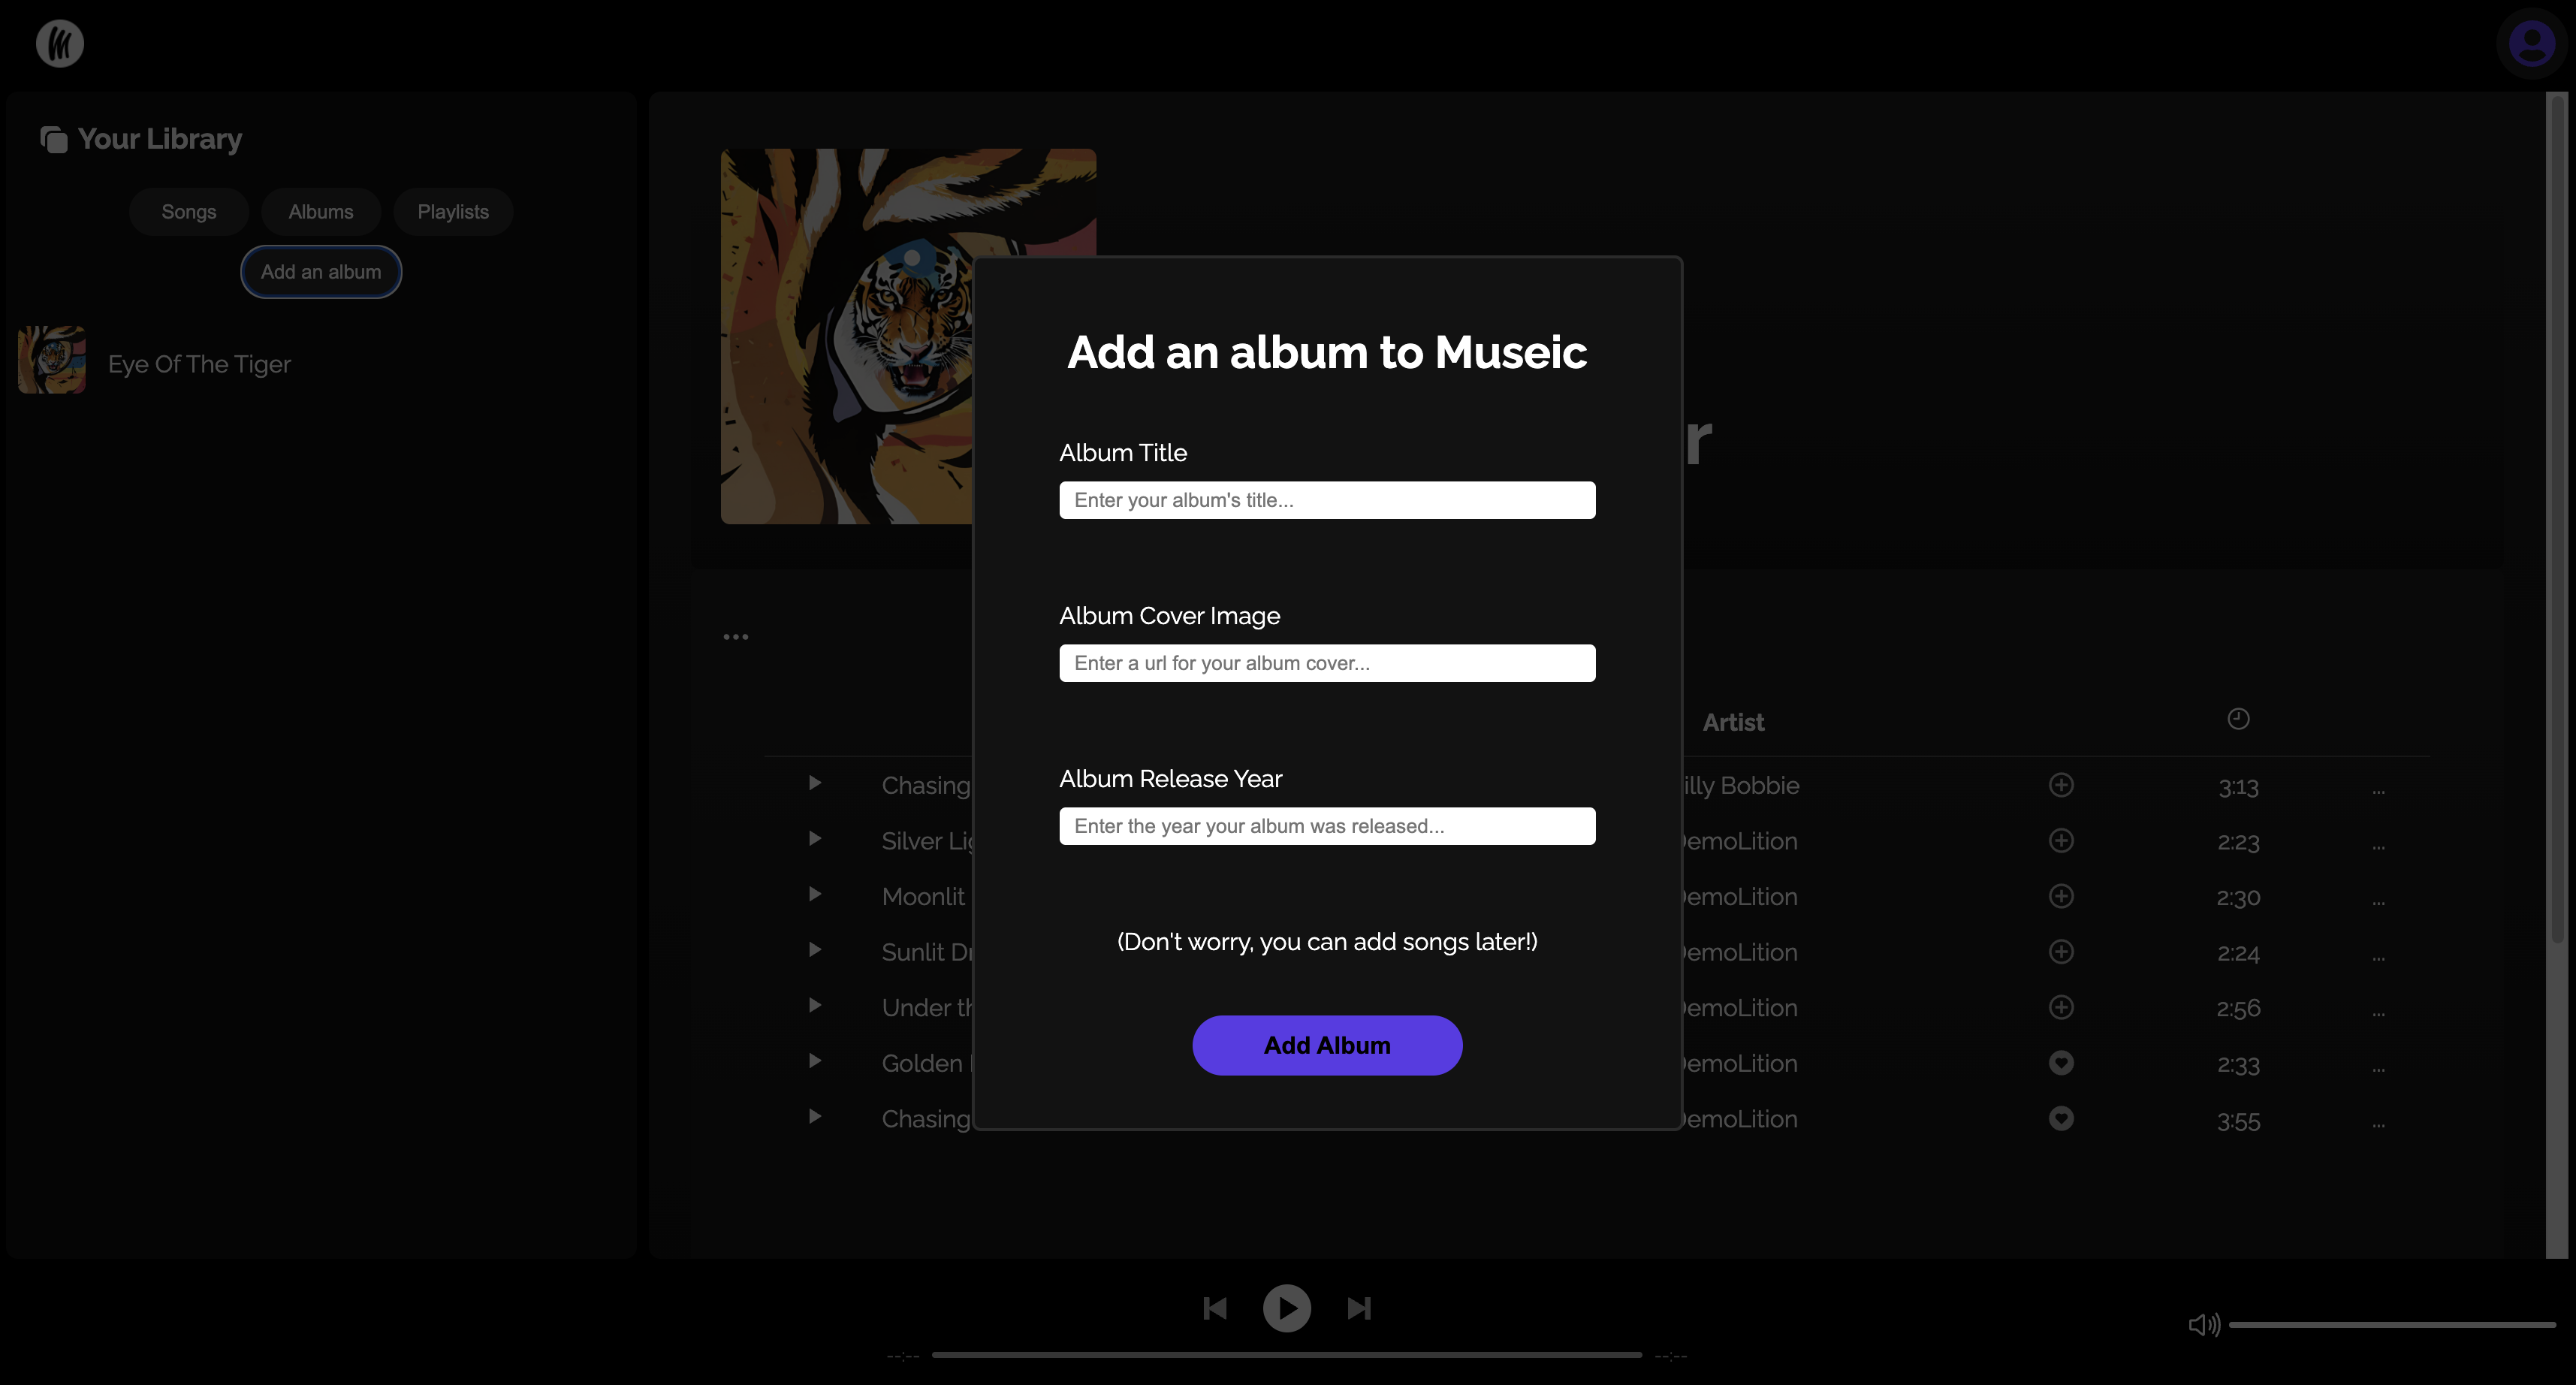 Your Library
Songs Albums Playlists
Add an album
Eye Of The Tiger
r
Add an album to Museic
Album Title
Enter your album's title...
Album Cover Image
Enter a url for your album cover...
Album Release Year
Enter the year your album was released...
(Don't worry, you can add songs later!)
Add Album
...
Artist
Chasing illy Bobbie 3:13 ...
Silver Lig emoLition 2:23 ...
Moonlit emoLition 2:30 ...
Sunlit Dr emoLition 2:24 ...
Under th emoLition 2:56 ...
Golden emoLition 2:33 ...
Chasing emoLition 3:55 ...
--:-- --:--